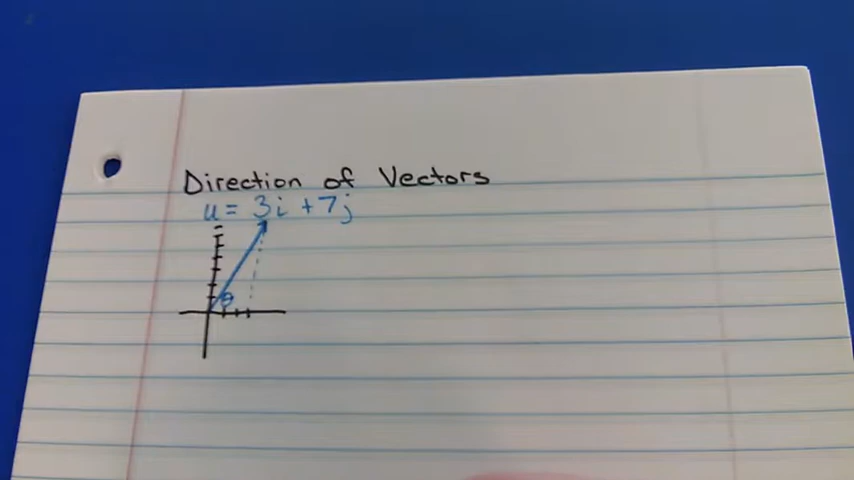 Direction of Vectors
u = 3i + 7j
θ